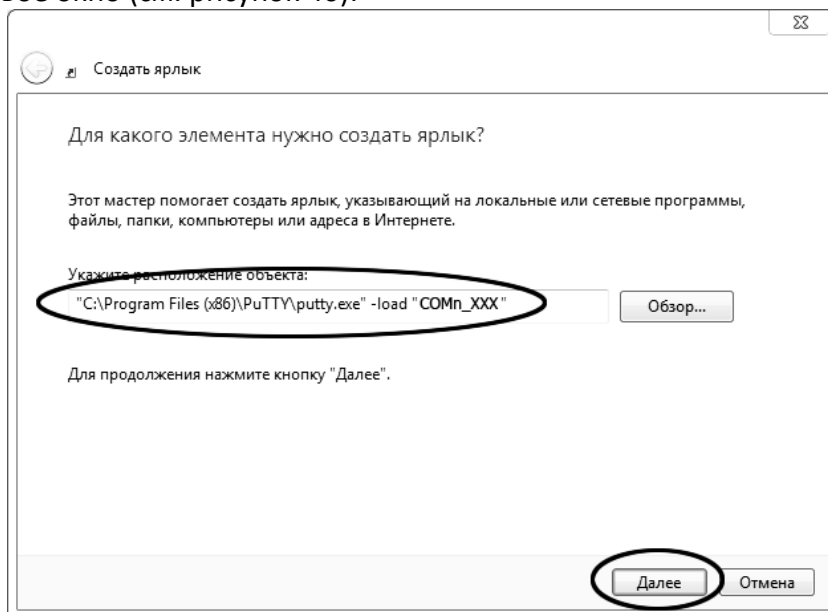 Создать ярлык
Для какого элемента нужно создать ярлык?
Этот мастер помогает создать ярлык, указывающий на локальные или сетевые программы,
файлы, папки, компьютеры или адреса в Интернете.
Укажите расположение объекта:
"C:\Program Files (x86)\PuTTY\putty.exe" -load "COMn_XXX"
Обзор...
Для продолжения нажмите кнопку "Далее".
Далее
Отмена